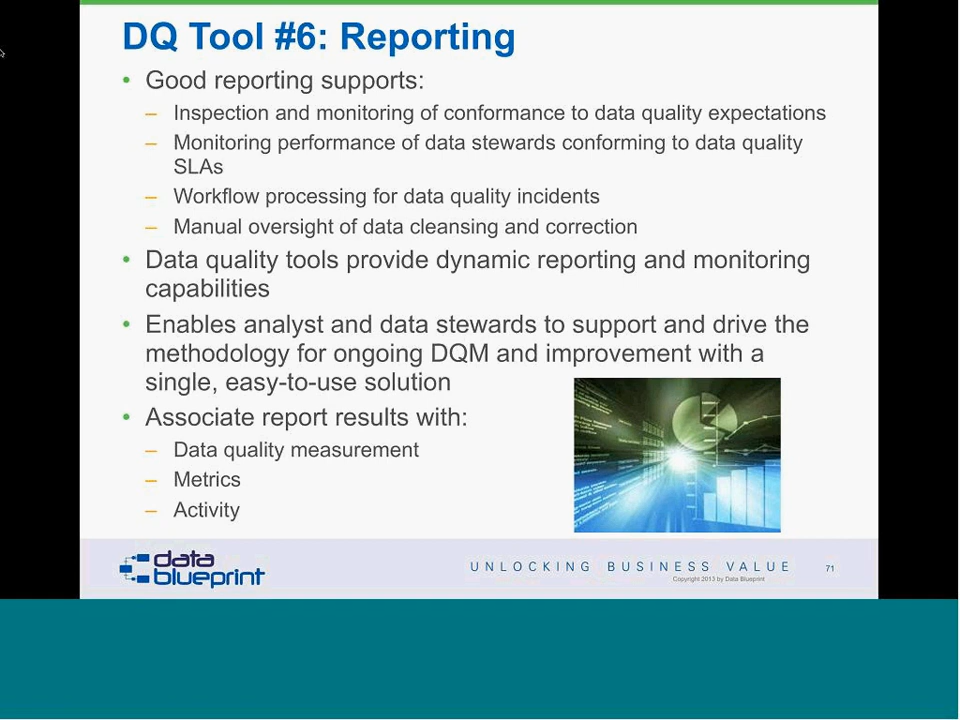 DQ Tool #6: Reporting
• Good reporting supports:
– Inspection and monitoring of conformance to data quality expectations
– Monitoring performance of data stewards conforming to data quality
SLAs
– Workflow processing for data quality incidents
– Manual oversight of data cleansing and correction
• Data quality tools provide dynamic reporting and monitoring
capabilities
• Enables analyst and data stewards to support and drive the
methodology for ongoing DQM and improvement with a
single, easy-to-use solution
• Associate report results with:
– Data quality measurement
– Metrics
– Activity
data
blueprint
UNLOCKING BUSINESS VALUE
71
Copyright 2013 by Data Blueprint